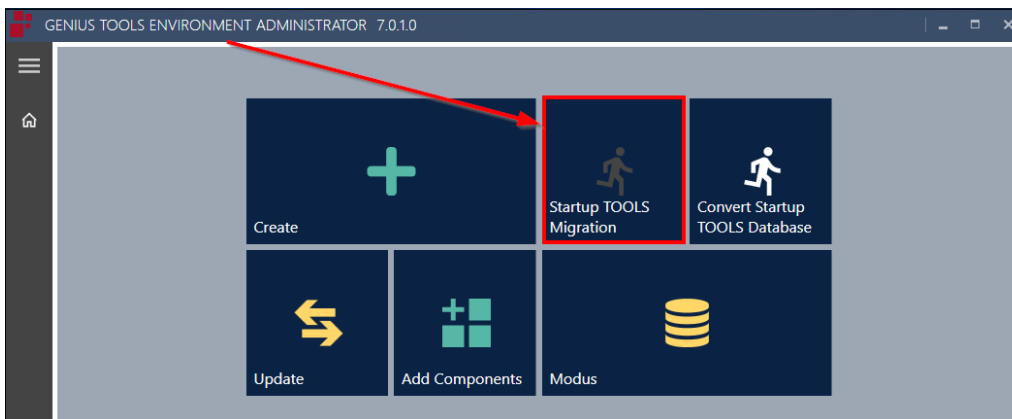 GENIUS TOOLS ENVIRONMENT ADMINISTRATOR 7.0.1.0
Create
Startup TOOLS
Migration
Convert Startup
TOOLS Database
Update
Add Components
Modus